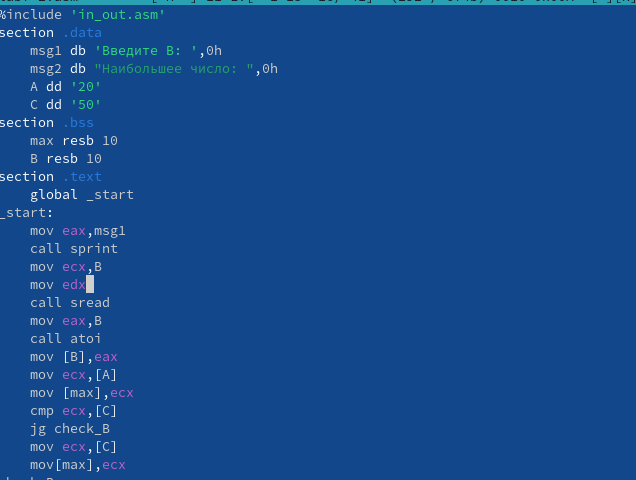 %include 'in_out.asm'
section .data
msg1 db 'Введите B: ',0h
msg2 db "Наибольшее число: ",0h
A dd '20'
C dd '50'
section .bss
max resb 10
B resb 10
section .text
global _start
_start:
mov eax,msg1
call sprint
mov ecx,B
mov edx
call sread
mov eax,B
call atoi
mov [B],eax
mov ecx,[A]
mov [max],ecx
cmp ecx,[C]
jg check_B
mov ecx,[C]
mov[max],ecx